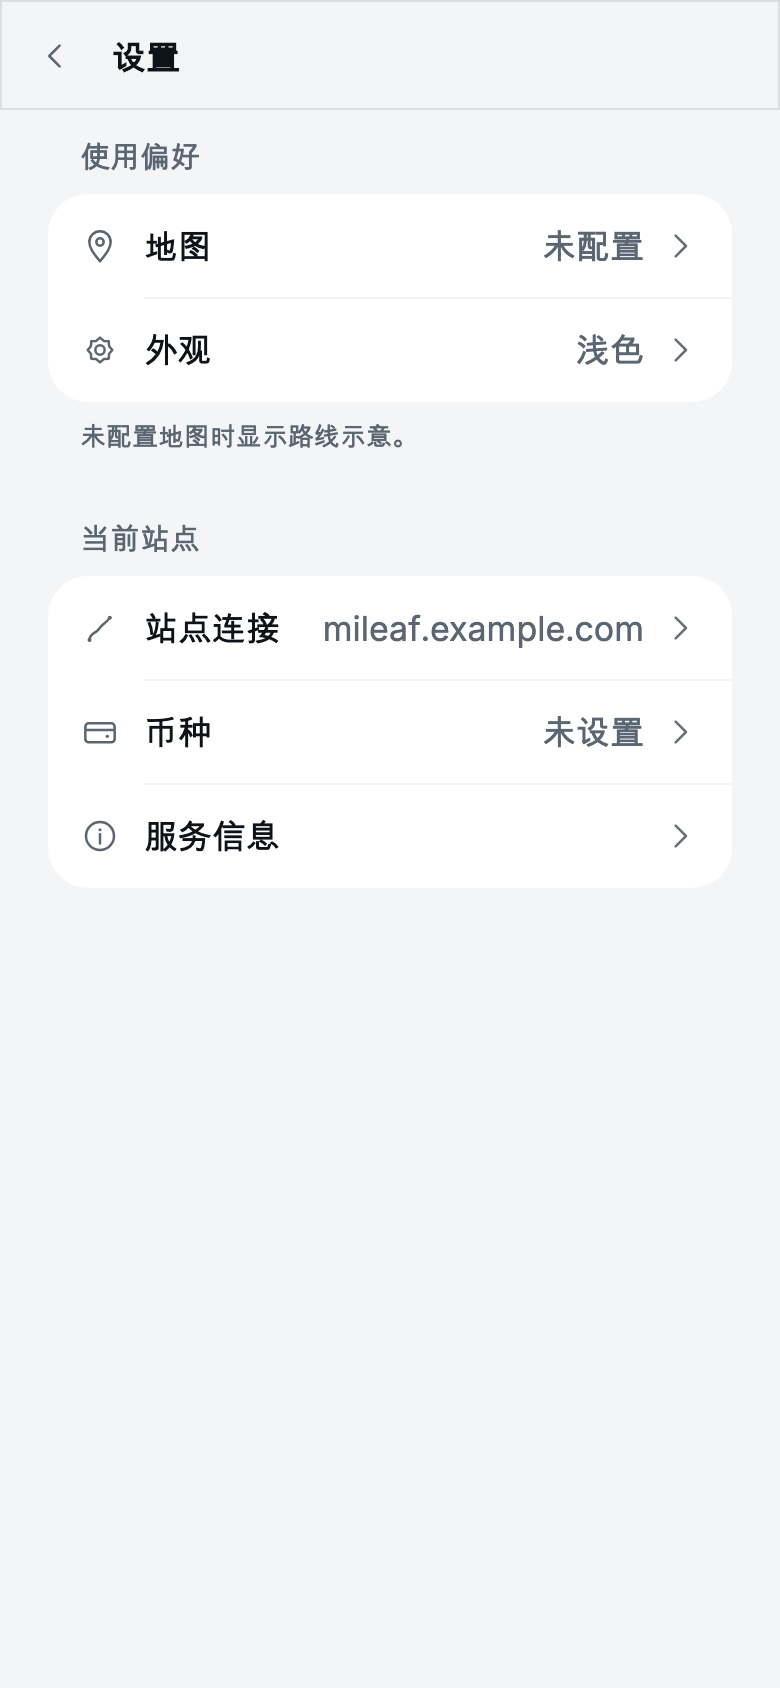 设置
使用偏好
地图 未配置
外观 浅色
未配置地图时显示路线示意。
当前站点
站点连接 mileaf.example.com
币种 未设置
服务信息